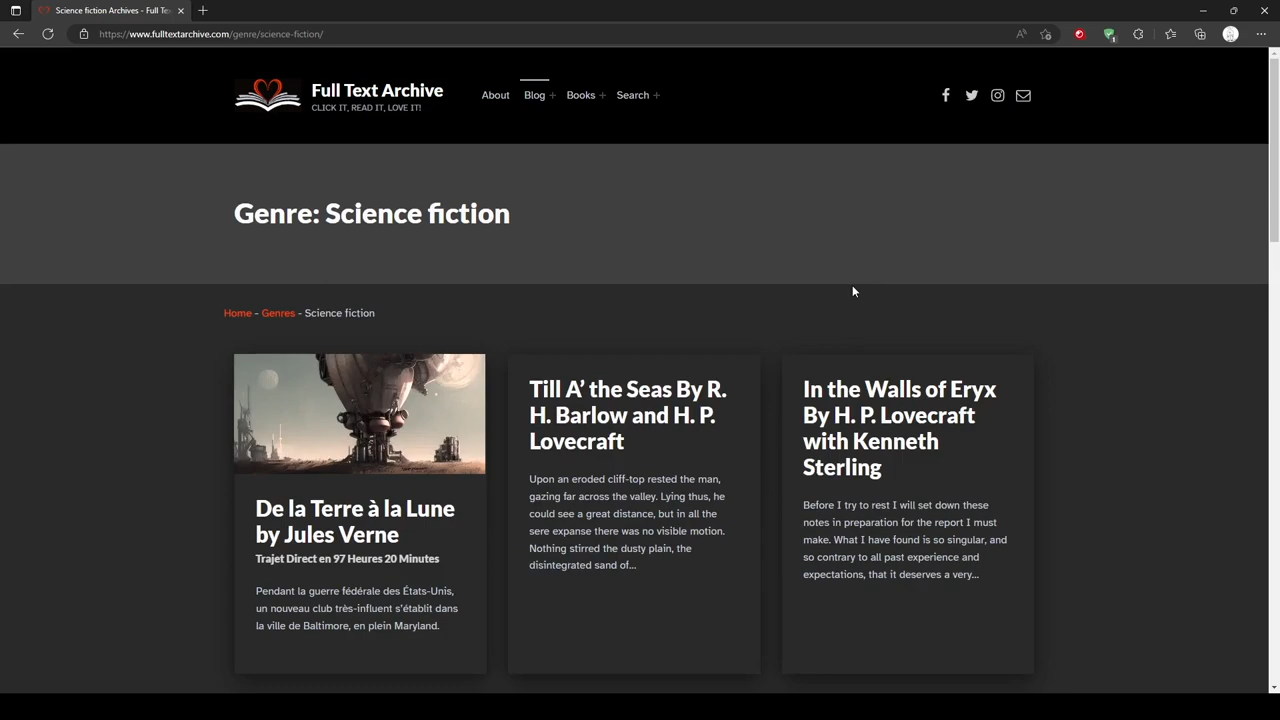 Science fiction Archives - Full Te
https://www.fulltextarchive.com/genre/science-fiction/
Full Text Archive
CLICK IT, READ IT, LOVE IT!
About Blog + Books + Search +
Genre: Science fiction
Home - Genres - Science fiction
De la Terre à la Lune
by Jules Verne
Trajet Direct en 97 Heures 20 Minutes
Pendant la guerre fédérale des États-Unis,
un nouveau club très-influent s’établit dans
la ville de Baltimore, en plein Maryland.
Till A’ the Seas By R.
H. Barlow and H. P.
Lovecraft
Upon an eroded cliff-top rested the man,
gazing far across the valley. Lying thus, he
could see a great distance, but in all the
sere expanse there was no visible motion.
Nothing stirred the dusty plain, the
disintegrated sand of...
In the Walls of Eryx
By H. P. Lovecraft
with Kenneth
Sterling
Before I try to rest I will set down these
notes in preparation for the report I must
make. What I have found is so singular, and
so contrary to all past experience and
expectations, that it deserves a very...